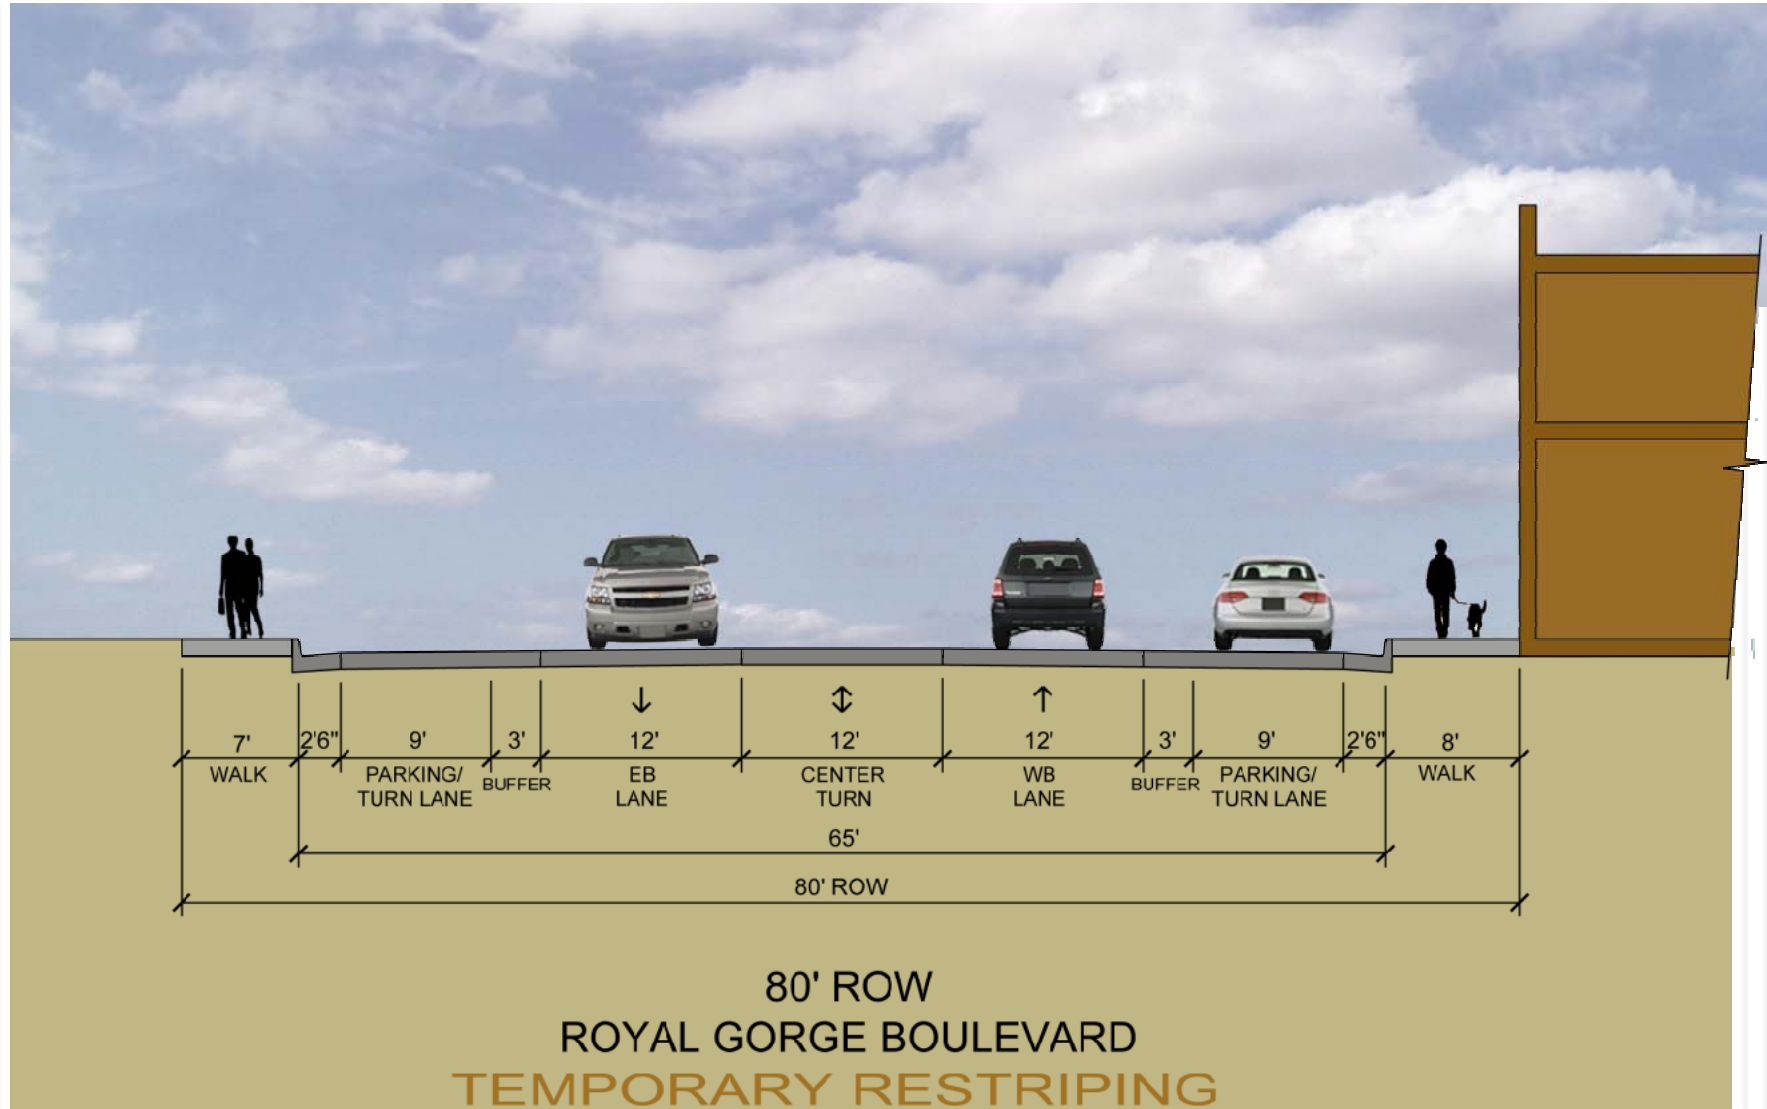 7' 2'6" 9' 3' 12' 12' 12' 3' 9' 2'6" 8'
WALK PARKING/ BUFFER EB CENTER WB BUFFER PARKING/ WALK
TURN LANE LANE TURN LANE TURN LANE
65'
80' ROW
80' ROW
ROYAL GORGE BOULEVARD
TEMPORARY RESTRIPING